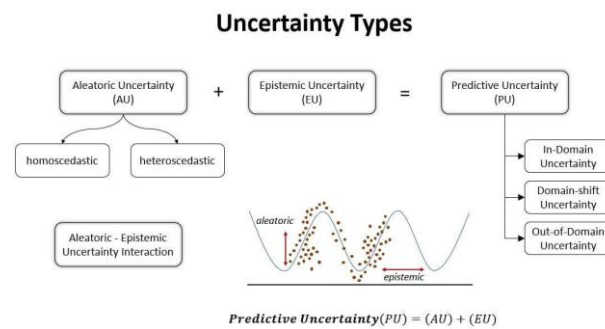 Uncertainty Types
Aleatoric Uncertainty
(AU)
+
Epistemic Uncertainty
(EU)
=
Predictive Uncertainty
(PU)
homoscedastic
heteroscedastic
In-Domain
Uncertainty
Domain-shift
Uncertainty
Out-of-Domain
Uncertainty
Aleatoric - Epistemic
Uncertainty Interaction
aleatoric
epistemic
Predictive Uncertainty(PU) = (AU) + (EU)